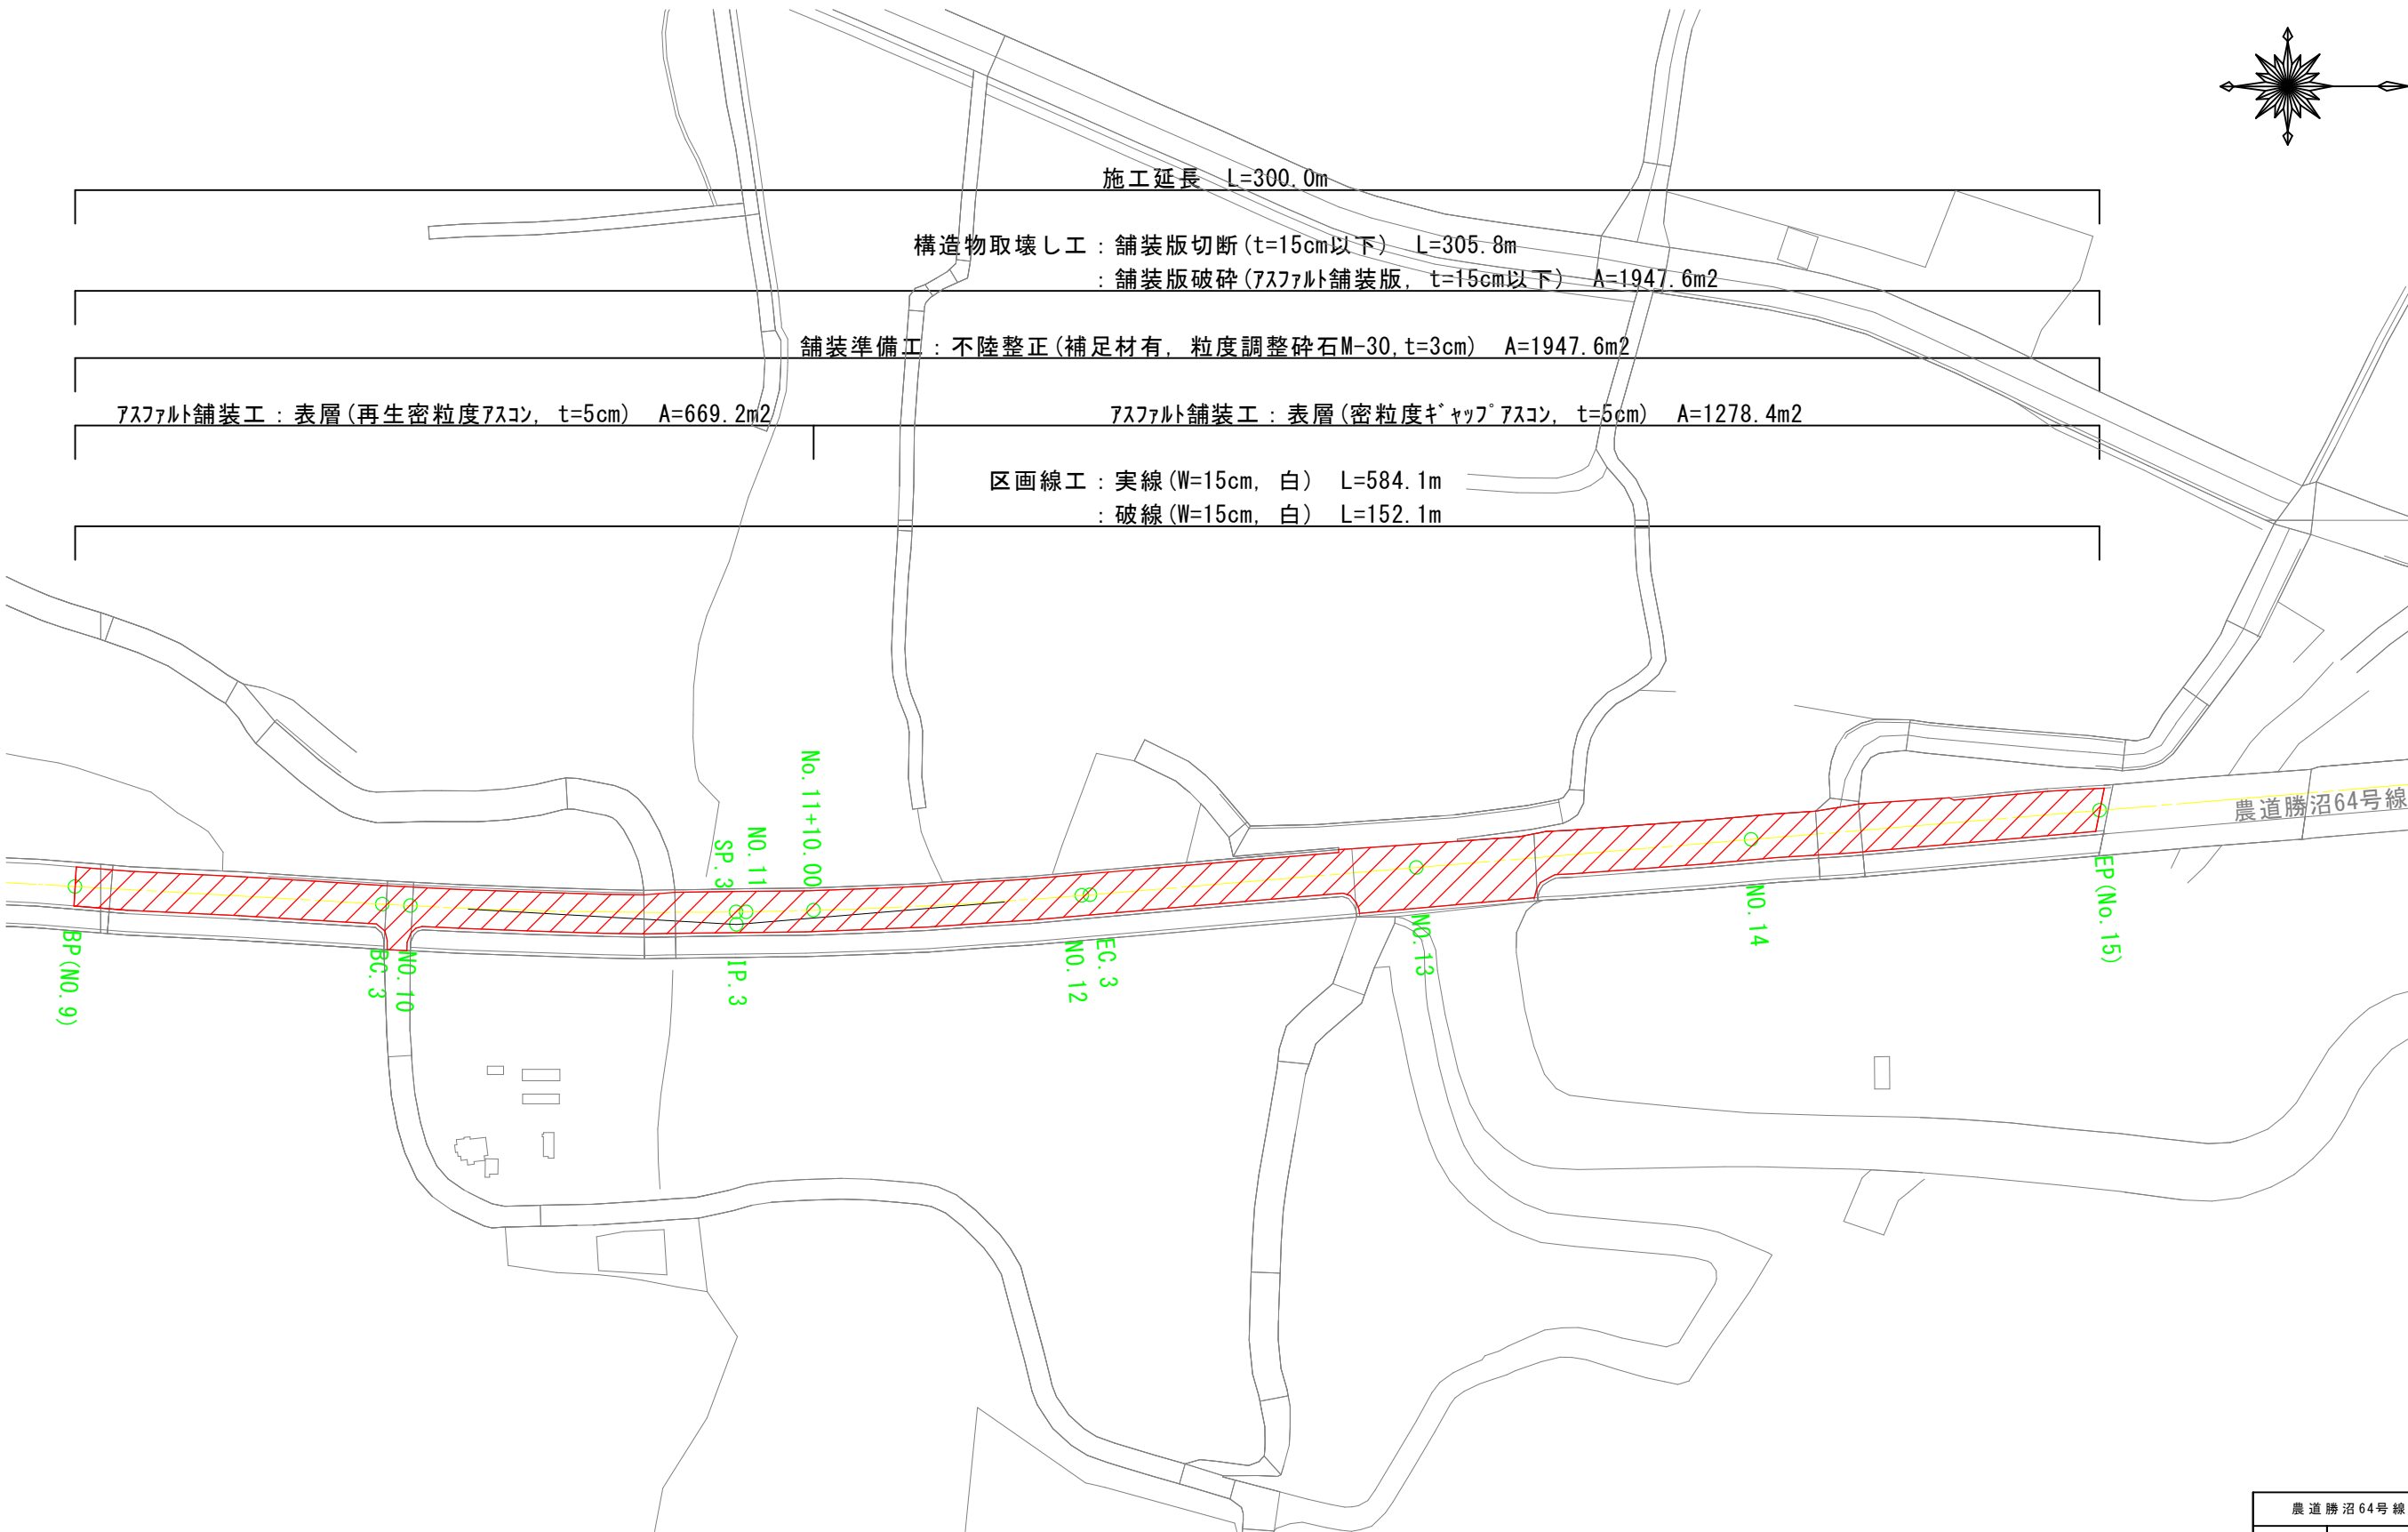 施工延長 L=300.0m
構造物取壊し工：舗装版切断(t=15cm以下) L=305.8m
：舗装版破砕(ｱｽﾌｧﾙﾄ舗装版, t=15cm以下) A=1947.6m2
舗装準備工：不陸整正(補足材有, 粒度調整砕石M-30,t=3cm) A=1947.6m2
ｱｽﾌｧﾙﾄ舗装工：表層(再生密粒度ｱｽｺﾝ, t=5cm) A=669.2m2
ｱｽﾌｧﾙﾄ舗装工：表層(密粒度ｷﾞｬｯﾌﾟｱｽｺﾝ, t=5cm) A=1278.4m2
区画線工：実線(W=15cm, 白) L=584.1m
：破線(W=15cm, 白) L=152.1m
BP(NO.9)
BC.3
NO.10
SP.3
NO.11
IP.3
No.11+10.00
NO.12
EC.3
NO.13
NO.14
EP(No.15)
農道勝沼64号線
農道勝沼64号線